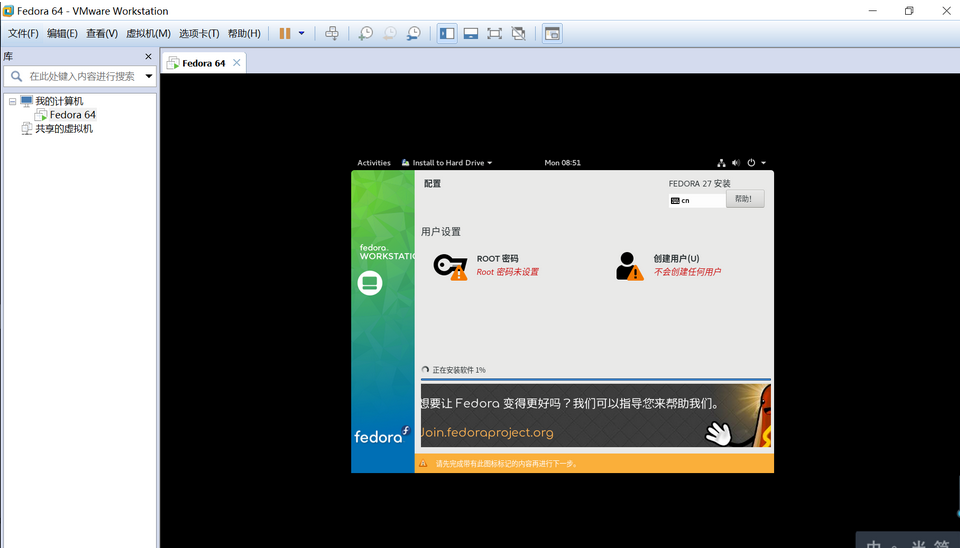 Fedora 64 - VMware Workstation
文件(F) 编辑(E) 查看(V) 虚拟机(M) 选项卡(T) 帮助(H)
库
在此处键入内容进行搜索
我的计算机
Fedora 64
共享的虚拟机
Fedora 64
Activities Install to Hard Drive Mon 08:51
配置
FEDORA 27 安装
cn
帮助!
fedora
WORKSTATIO
用户设置
ROOT 密码
Root 密码未设置
创建用户(U)
不会创建任何用户
正在安装软件 1%
想要让 Fedora 变得更好吗？我们可以指导您来帮助我们。
Join.fedoraproject.org
fedora
请先完成带有此图标标记的内容再进行下一步。